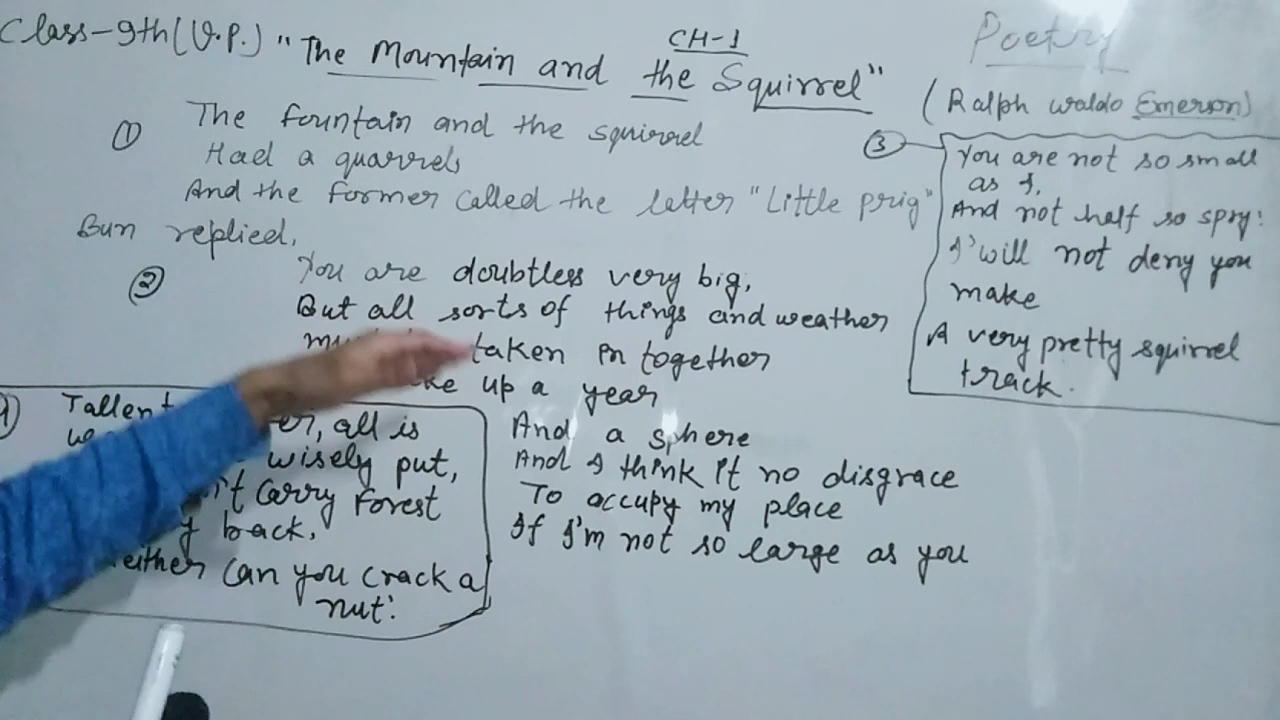 Class-9th(U.P.) "The Mountain and the Squirrel"
CH-1
Poetry
(Ralph waldo Emerson)
① The fountain and the squirrel
Had a quarrels
And the former called the latter "Little prig"
Bun replied,
② You are doubtless very big,
But all sorts of things and weather
taken in together
up a year
And a sphere
And I think it no disgrace
To occupy my place
If I'm not so large as you
③ You are not so small
as I,
And not half so spry:
I'will not deny you
make
A very pretty squirrel
track.
Tallent all is
wisely put,
Carry Forest
back,
can you crack a
nut: